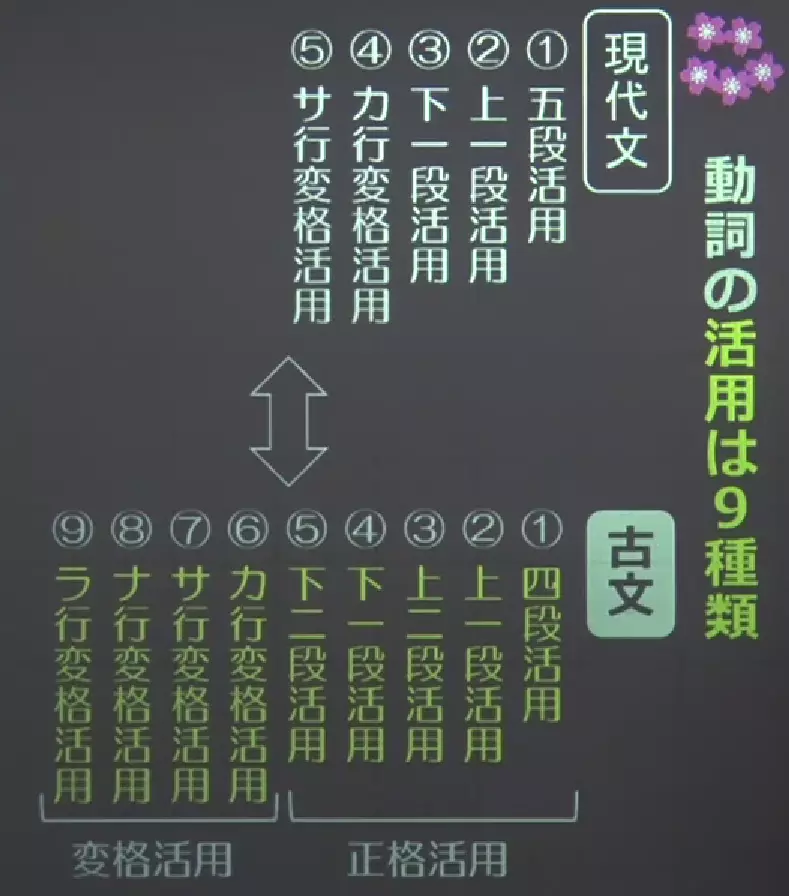 動詞の活用は9種類
現代文
①五段活用
②上一段活用
③下一段活用
④カ行変格活用
⑤サ行変格活用
古文
①四段活用
②上一段活用
③上二段活用
④下一段活用
⑤下二段活用
⑥カ行変格活用
⑦サ行変格活用
⑧ナ行変格活用
⑨ラ行変格活用
正格活用
変格活用